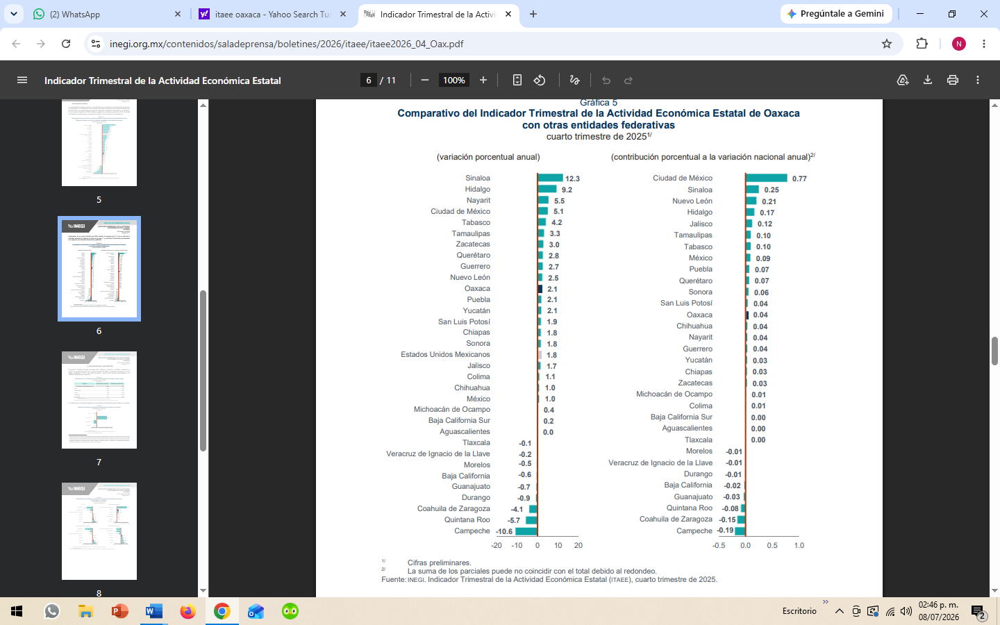 (2) WhatsApp
itaee oaxaca - Yahoo Search
Indicador Trimestral de la Activi
Pregúntale a Gemini
inegi.org.mx/contenidos/saladeprensa/boletines/2026/itaee/itaee2026_04_Oax.pdf
N
Indicador Trimestral de la Actividad Económica Estatal
6 / 11
100%
5
6
7
8
INEGI
INEGI
INEGI
Gráfica 5
Comparativo del Indicador Trimestral de la Actividad Económica Estatal de Oaxaca
con otras entidades federativas
cuarto trimestre de 20251/
(variación porcentual anual)
Sinaloa 12.3
Hidalgo 9.2
Nayarit 5.5
Ciudad de México 5.1
Tabasco 4.2
Tamaulipas 3.3
Zacatecas 3.0
Querétaro 2.8
Guerrero 2.7
Nuevo León 2.5
Oaxaca 2.1
Puebla 2.1
Yucatán 2.1
San Luis Potosí 1.9
Chiapas 1.8
Sonora 1.8
Estados Unidos Mexicanos 1.8
Jalisco 1.7
Colima 1.1
Chihuahua 1.0
México 1.0
Michoacán de Ocampo 0.4
Baja California Sur 0.2
Aguascalientes 0.0
Tlaxcala -0.1
Veracruz de Ignacio de la Llave -0.2
Morelos -0.5
Baja California -0.6
Guanajuato -0.7
Durango -0.9
Coahuila de Zaragoza -4.1
Quintana Roo -5.7
Campeche -10.6
-20 -10 0 10 20
(contribución porcentual a la variación nacional anual)2/
Ciudad de México 0.77
Sinaloa 0.25
Nuevo León 0.21
Hidalgo 0.17
Jalisco 0.12
Tamaulipas 0.10
Tabasco 0.10
México 0.09
Puebla 0.07
Querétaro 0.07
Sonora 0.06
San Luis Potosí 0.04
Oaxaca 0.04
Chihuahua 0.04
Nayarit 0.04
Guerrero 0.04
Yucatán 0.03
Chiapas 0.03
Zacatecas 0.03
Michoacán de Ocampo 0.01
Colima 0.01
Baja California Sur 0.00
Aguascalientes 0.00
Tlaxcala 0.00
Morelos -0.01
Veracruz de Ignacio de la Llave -0.01
Durango -0.01
Baja California -0.02
Guanajuato -0.03
Quintana Roo -0.08
Coahuila de Zaragoza -0.15
Campeche -0.19
-0.5 0.0 0.5 1.0
1/ Cifras preliminares.
2/ La suma de los parciales puede no coincidir con el total debido al redondeo.
Fuente: INEGI. Indicador Trimestral de la Actividad Económica Estatal (ITAEE), cuarto trimestre de 2025.
Escritorio
02:46 p. m.
08/07/2026
2